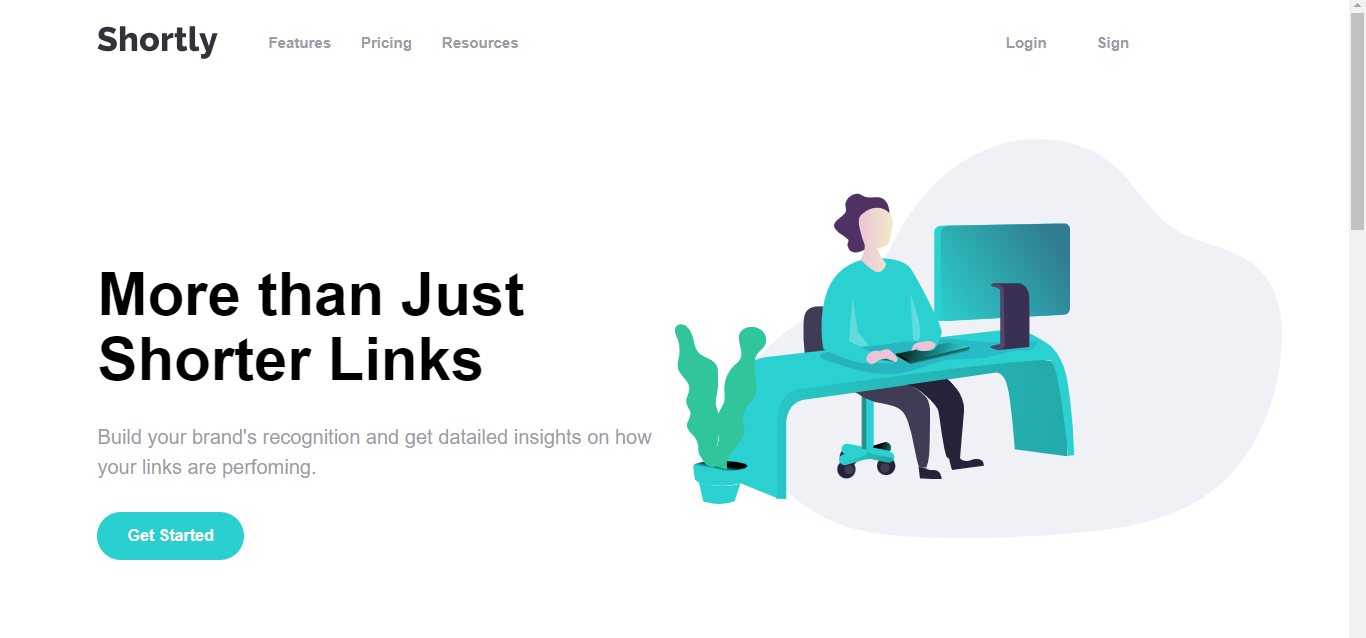 Shortly
Features Pricing Resources
Login Sign
More than Just
Shorter Links
Build your brand's recognition and get datailed insights on how
your links are perfoming.
Get Started